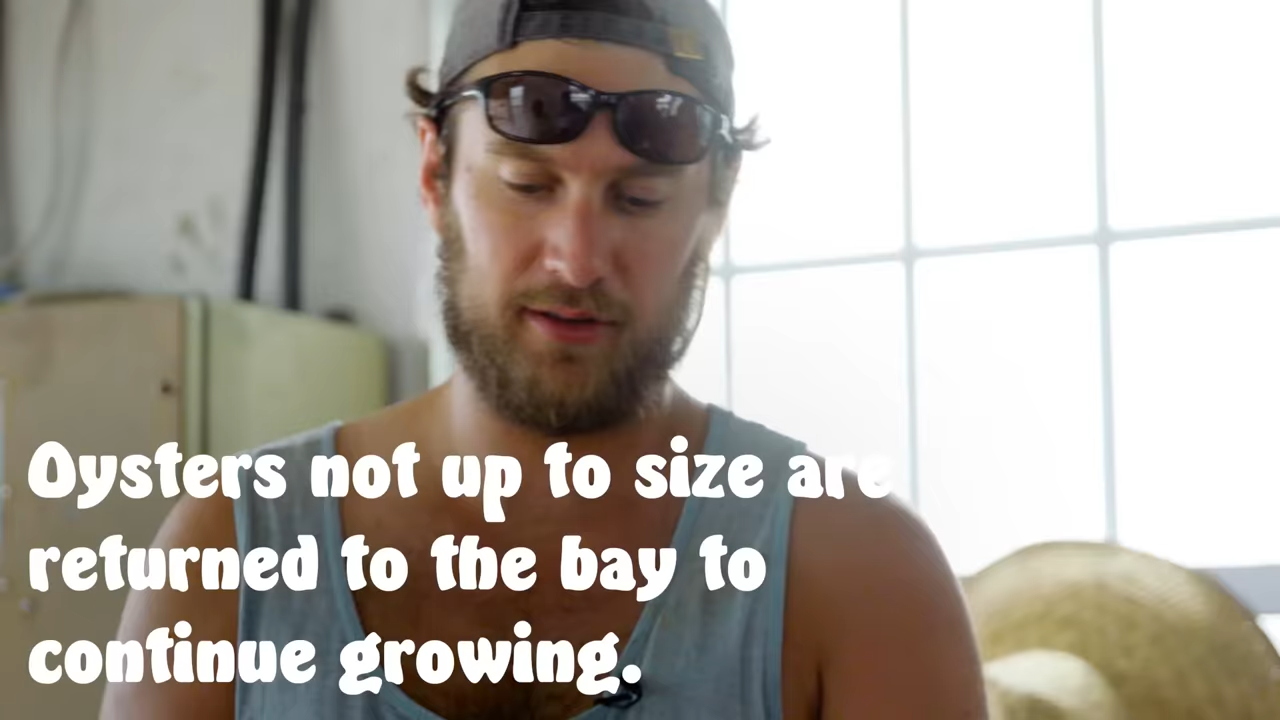 Oysters not up to size are
returned to the bay to
continue growing.